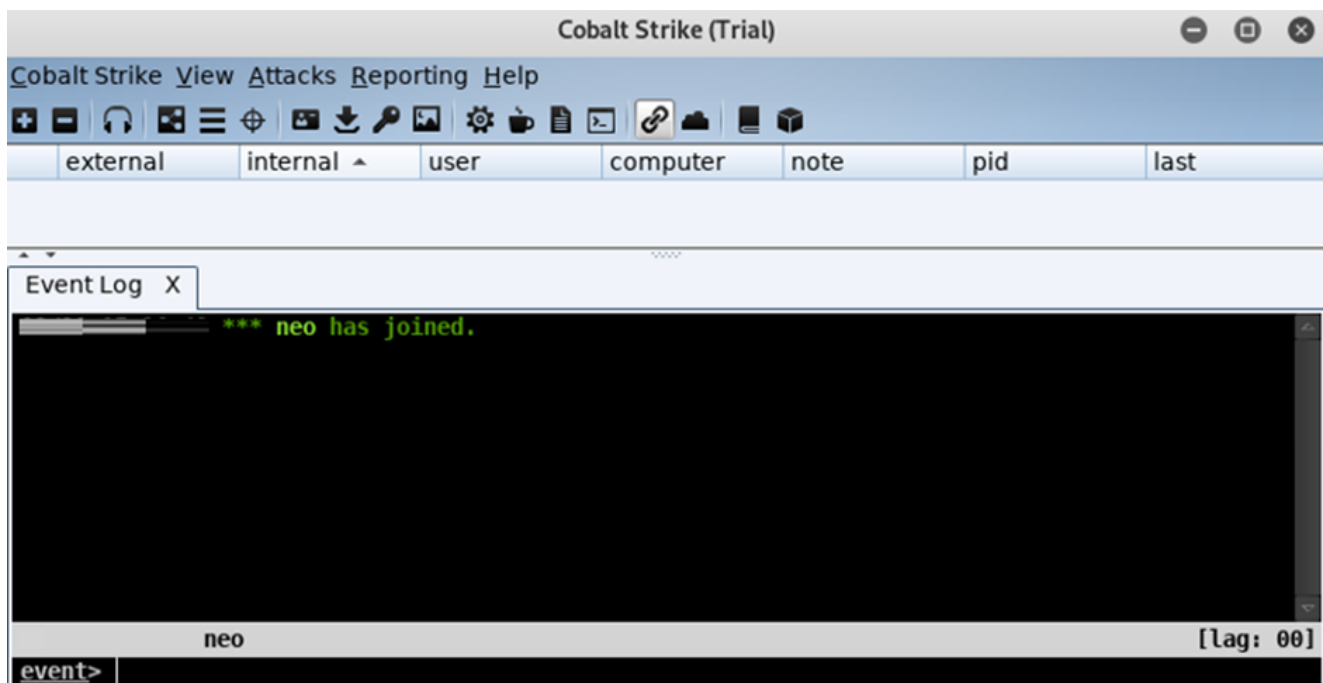 Cobalt Strike (Trial)
Cobalt Strike View Attacks Reporting Help
external internal user computer note pid last
Event Log X
*** neo has joined.
neo [lag: 00]
event>